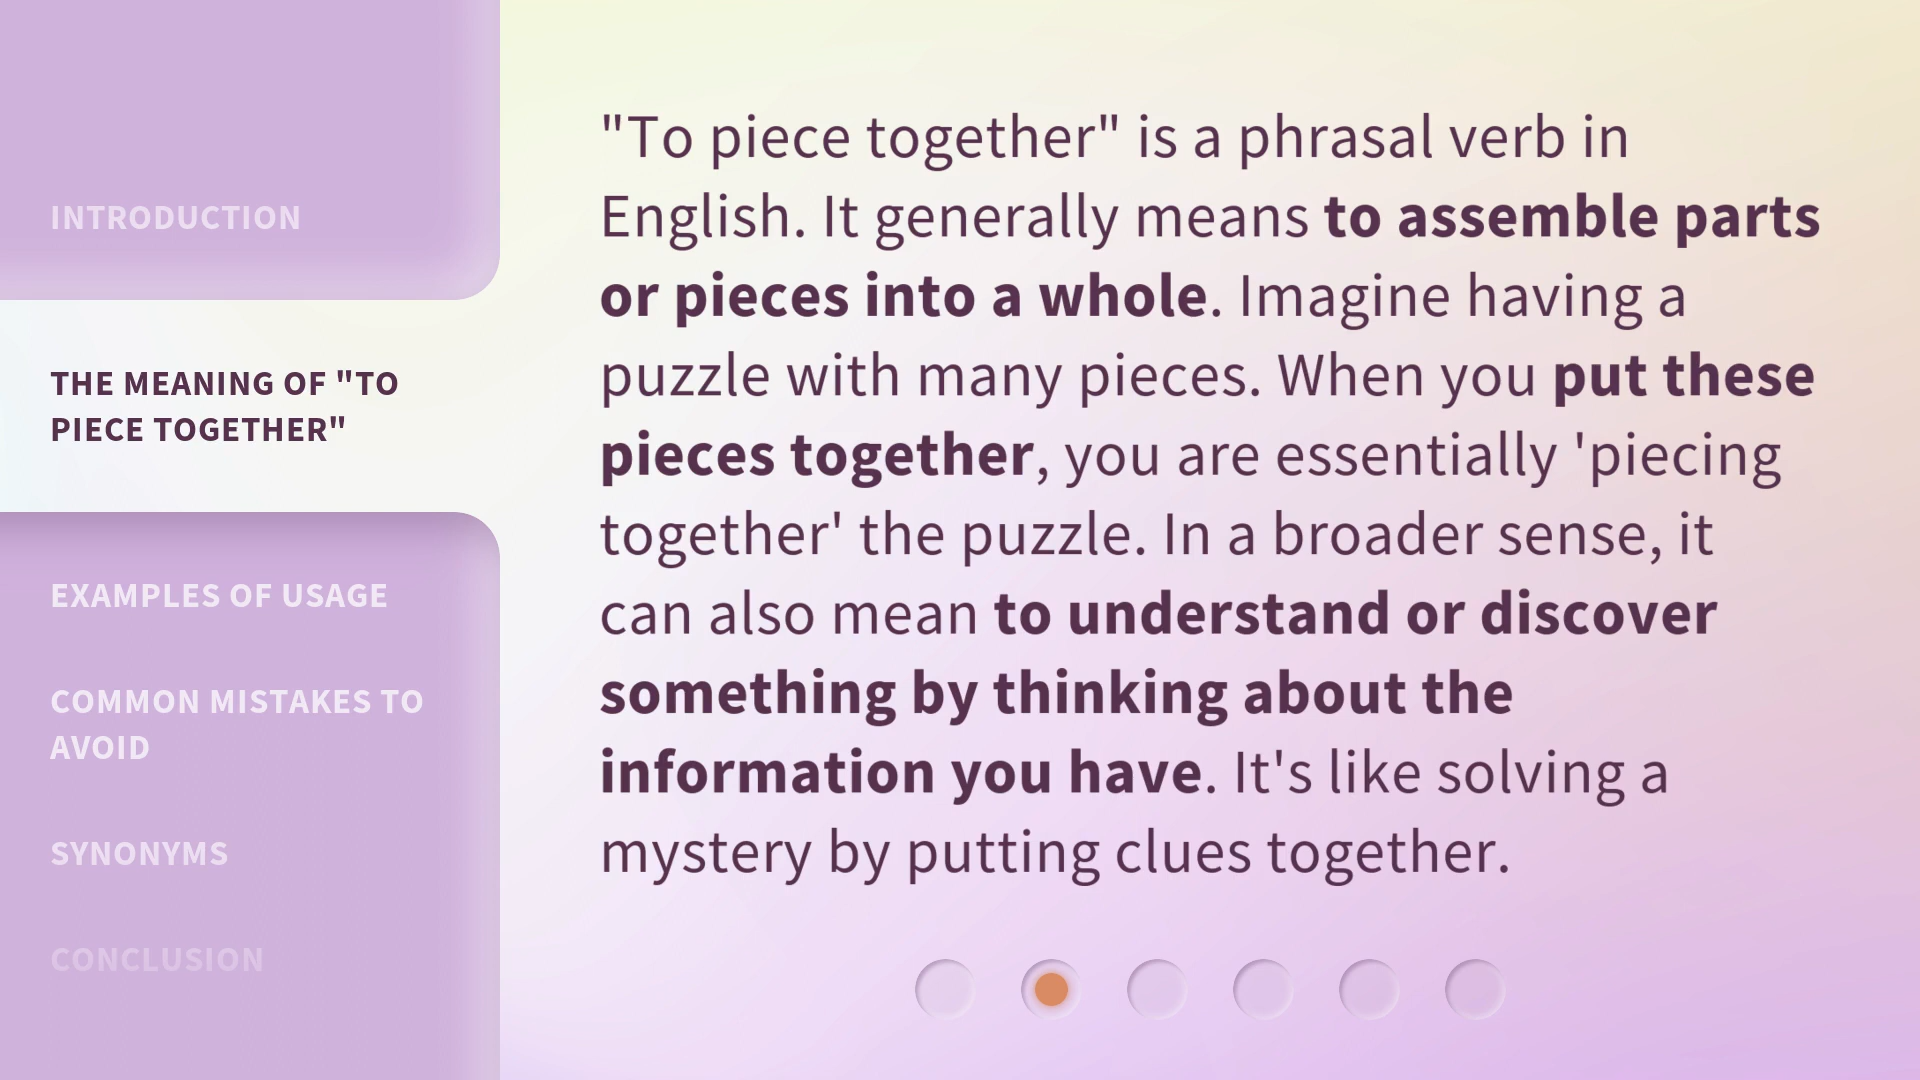 INTRODUCTION
THE MEANING OF "TO
PIECE TOGETHER"
EXAMPLES OF USAGE
COMMON MISTAKES TO
AVOID
SYNONYMS
CONCLUSION
"To piece together" is a phrasal verb in
English. It generally means to assemble parts
or pieces into a whole. Imagine having a
puzzle with many pieces. When you put these
pieces together, you are essentially 'piecing
together' the puzzle. In a broader sense, it
can also mean to understand or discover
something by thinking about the
information you have. It's like solving a
mystery by putting clues together.